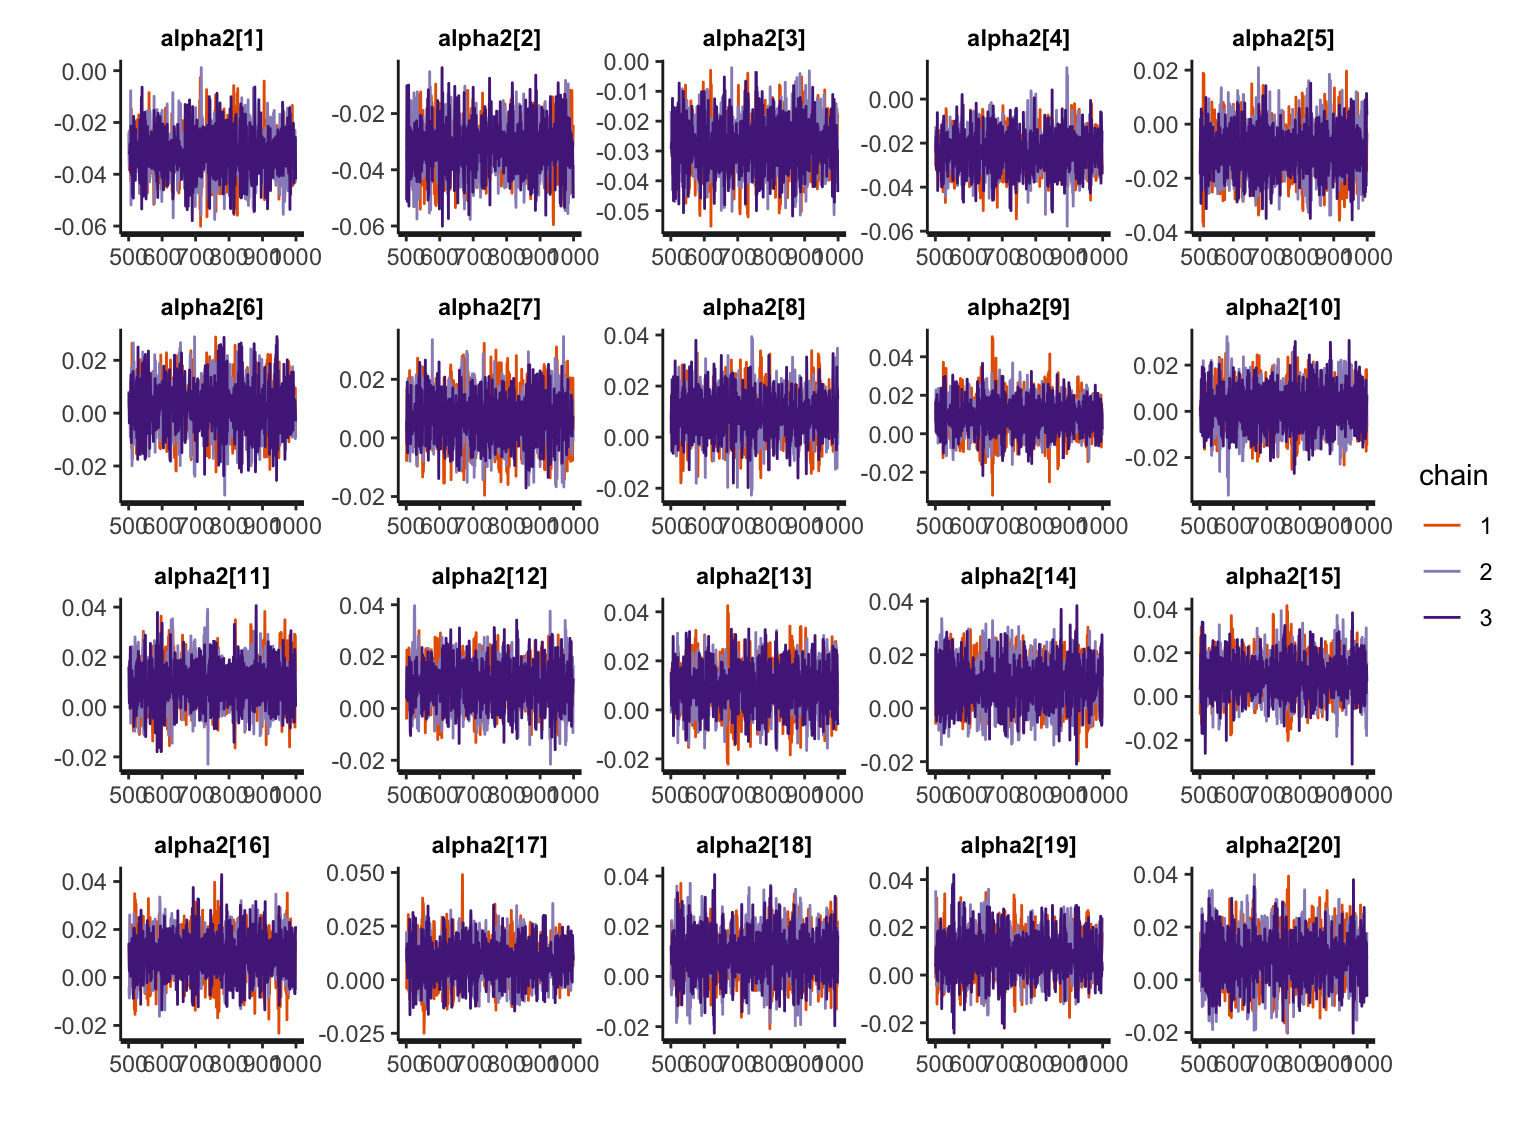 alpha2[1] alpha2[2] alpha2[3] alpha2[4] alpha2[5]
0.00 -0.02 -0.04 -0.06
-0.02 -0.04 -0.06
0.00 -0.01 -0.02 -0.03 -0.04 -0.05
0.00 -0.02 -0.04 -0.06
0.02 0.00 -0.02 -0.04
500 600 700 800 900 1000 500 600 700 800 900 1000 500 600 700 800 900 1000 500 600 700 800 900 1000 500 600 700 800 900 1000
alpha2[6] alpha2[7] alpha2[8] alpha2[9] alpha2[10]
0.02 0.00 -0.02
0.02 0.00 -0.02
0.04 0.02 0.00 -0.02
0.04 0.02 0.00 -0.02
0.02 0.00 -0.02
500 600 700 800 900 1000 500 600 700 800 900 1000 500 600 700 800 900 1000 500 600 700 800 900 1000 500 600 700 800 900 1000
alpha2[11] alpha2[12] alpha2[13] alpha2[14] alpha2[15]
0.04 0.02 0.00 -0.02
0.04 0.02 0.00 -0.02
0.04 0.02 0.00 -0.02
0.04 0.02 0.00 -0.02
0.04 0.02 0.00 -0.02
500 600 700 800 900 1000 500 600 700 800 900 1000 500 600 700 800 900 1000 500 600 700 800 900 1000 500 600 700 800 900 1000
alpha2[16] alpha2[17] alpha2[18] alpha2[19] alpha2[20]
0.04 0.02 0.00 -0.02
0.050 0.025 0.000 -0.025
0.04 0.02 0.00 -0.02
0.04 0.02 0.00 -0.02
0.04 0.02 0.00 -0.02
500 600 700 800 900 1000 500 600 700 800 900 1000 500 600 700 800 900 1000 500 600 700 800 900 1000 500 600 700 800 900 1000
chain
1
2
3